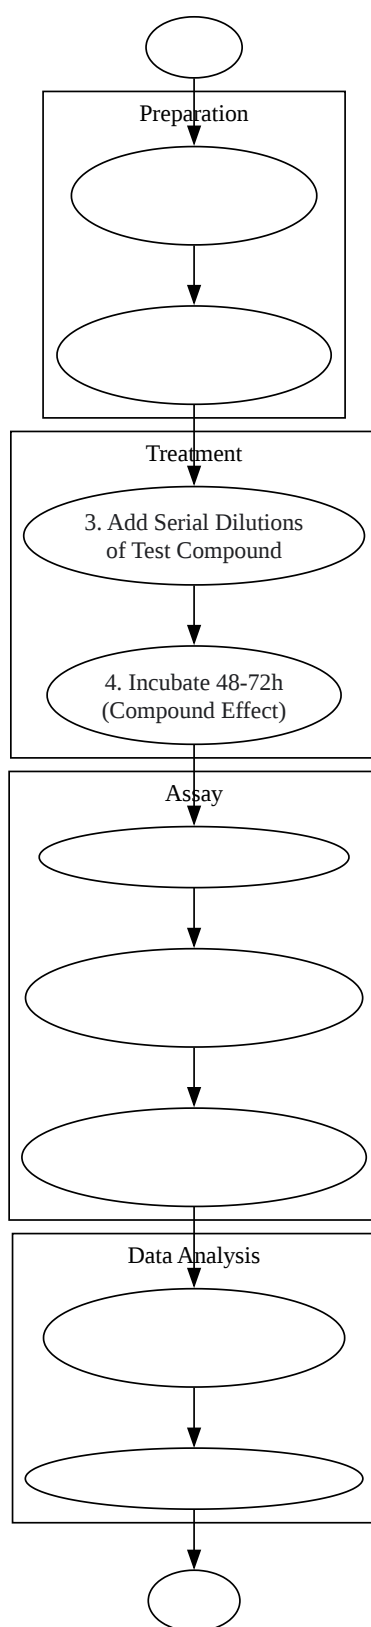 Preparation
Treatment
3. Add Serial Dilutions
of Test Compound
4. Incubate 48-72h
(Compound Effect)
Assay
Data Analysis